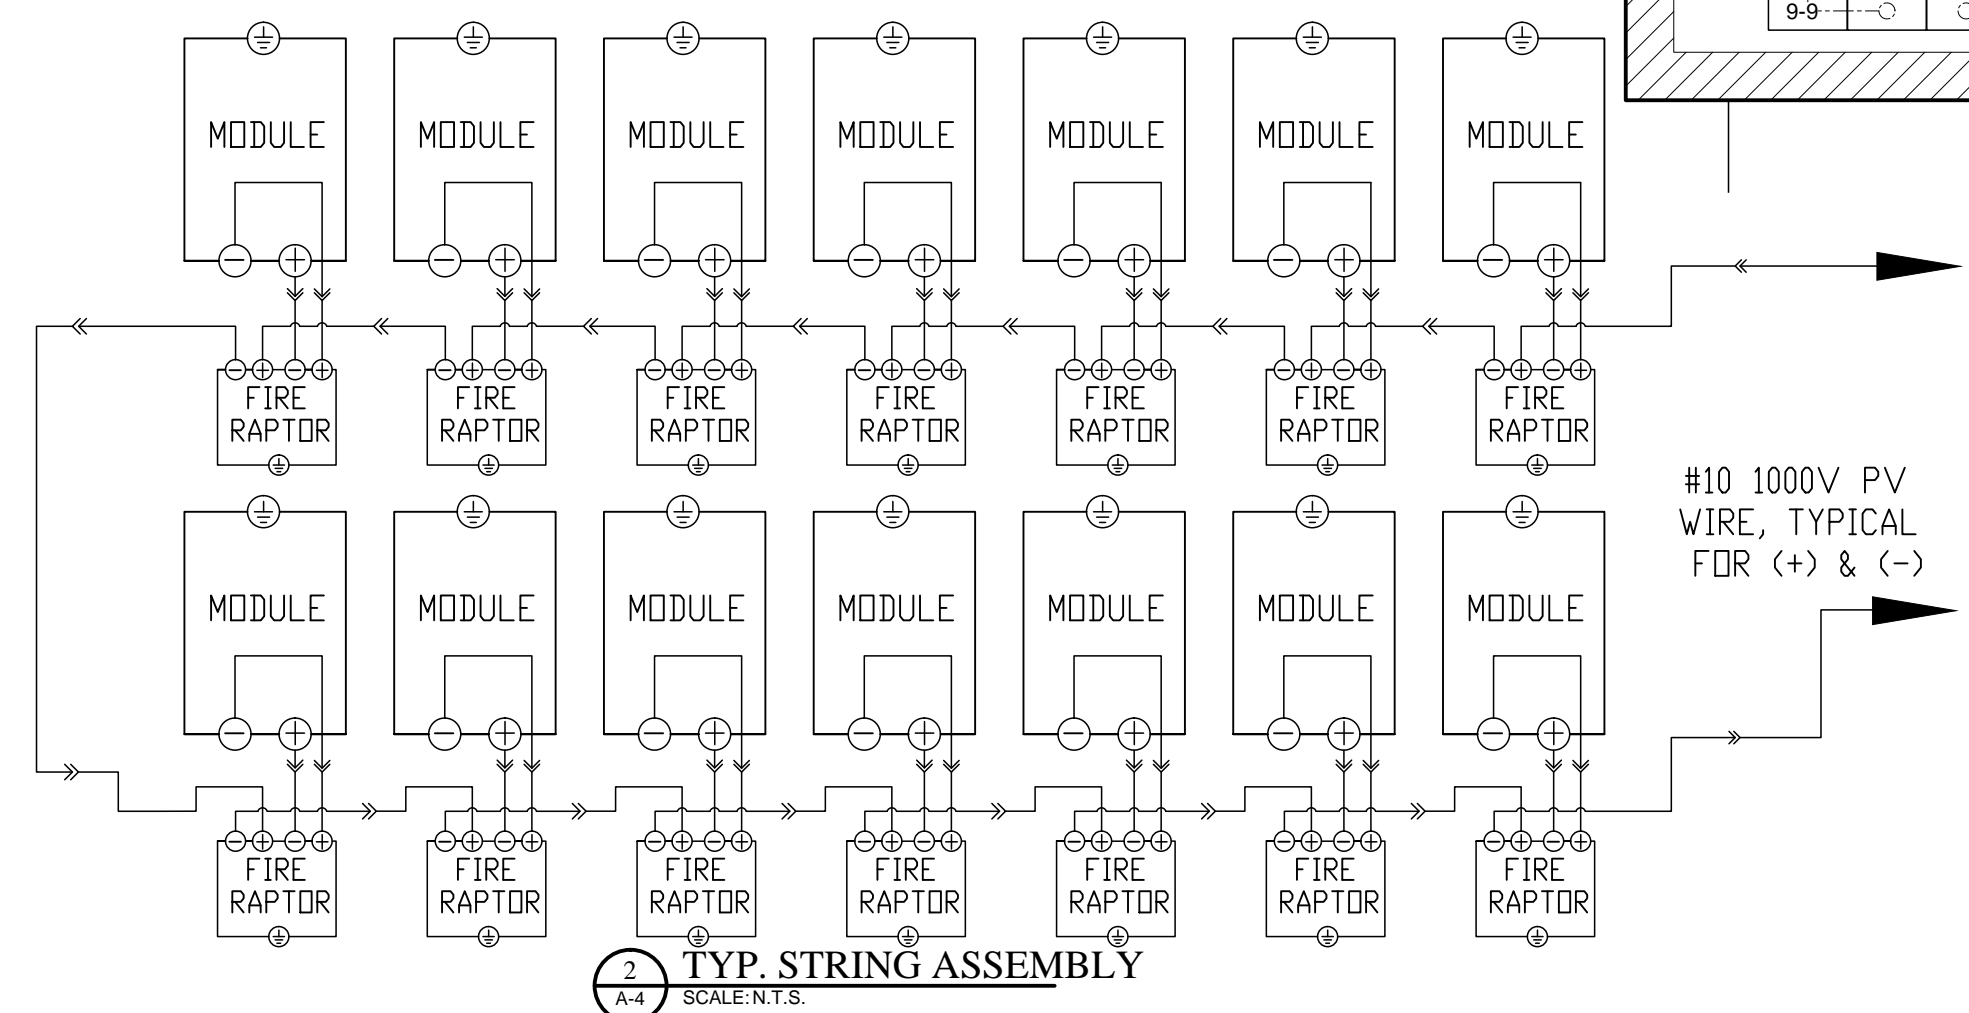 9-9
MODULE MODULE MODULE MODULE MODULE MODULE MODULE
FIRE FIRE FIRE FIRE FIRE FIRE FIRE
RAPTOR RAPTOR RAPTOR RAPTOR RAPTOR RAPTOR RAPTOR
#10 1000V PV
WIRE, TYPICAL
FOR (+) & (-)
MODULE MODULE MODULE MODULE MODULE MODULE MODULE
FIRE FIRE FIRE FIRE FIRE FIRE FIRE
RAPTOR RAPTOR RAPTOR RAPTOR RAPTOR RAPTOR RAPTOR
2 TYP. STRING ASSEMBLY
A-4 SCALE: N.T.S.